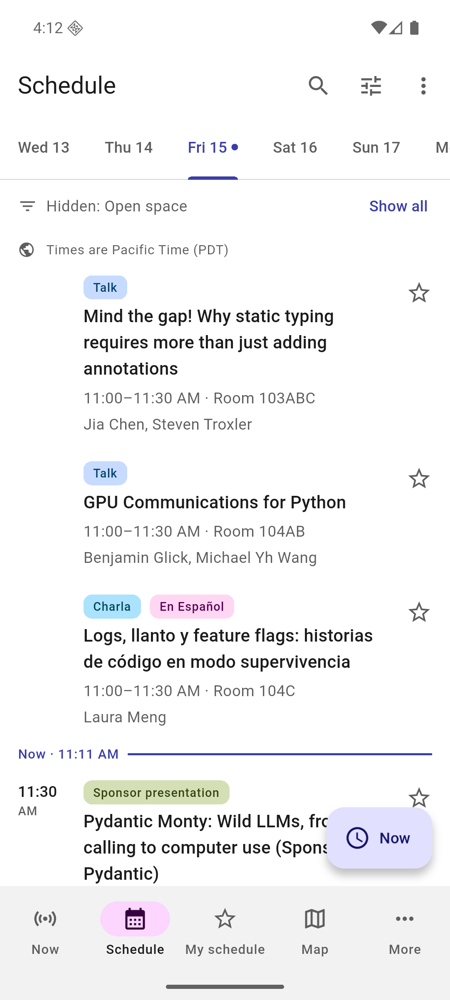 4:12
Schedule
Wed 13 Thu 14 Fri 15 Sat 16 Sun 17 M
Hidden: Open space Show all
Times are Pacific Time (PDT)
Talk
Mind the gap! Why static typing
requires more than just adding
annotations
11:00–11:30 AM · Room 103ABC
Jia Chen, Steven Troxler
Talk
GPU Communications for Python
11:00–11:30 AM · Room 104AB
Benjamin Glick, Michael Yh Wang
Charla En Español
Logs, llanto y feature flags: historias
de código en modo supervivencia
11:00–11:30 AM · Room 104C
Laura Meng
Now · 11:11 AM
11:30
AM
Sponsor presentation
Pydantic Monty: Wild LLMs, fro
calling to computer use (Spons
Pydantic)
Now
Now Schedule My schedule Map More